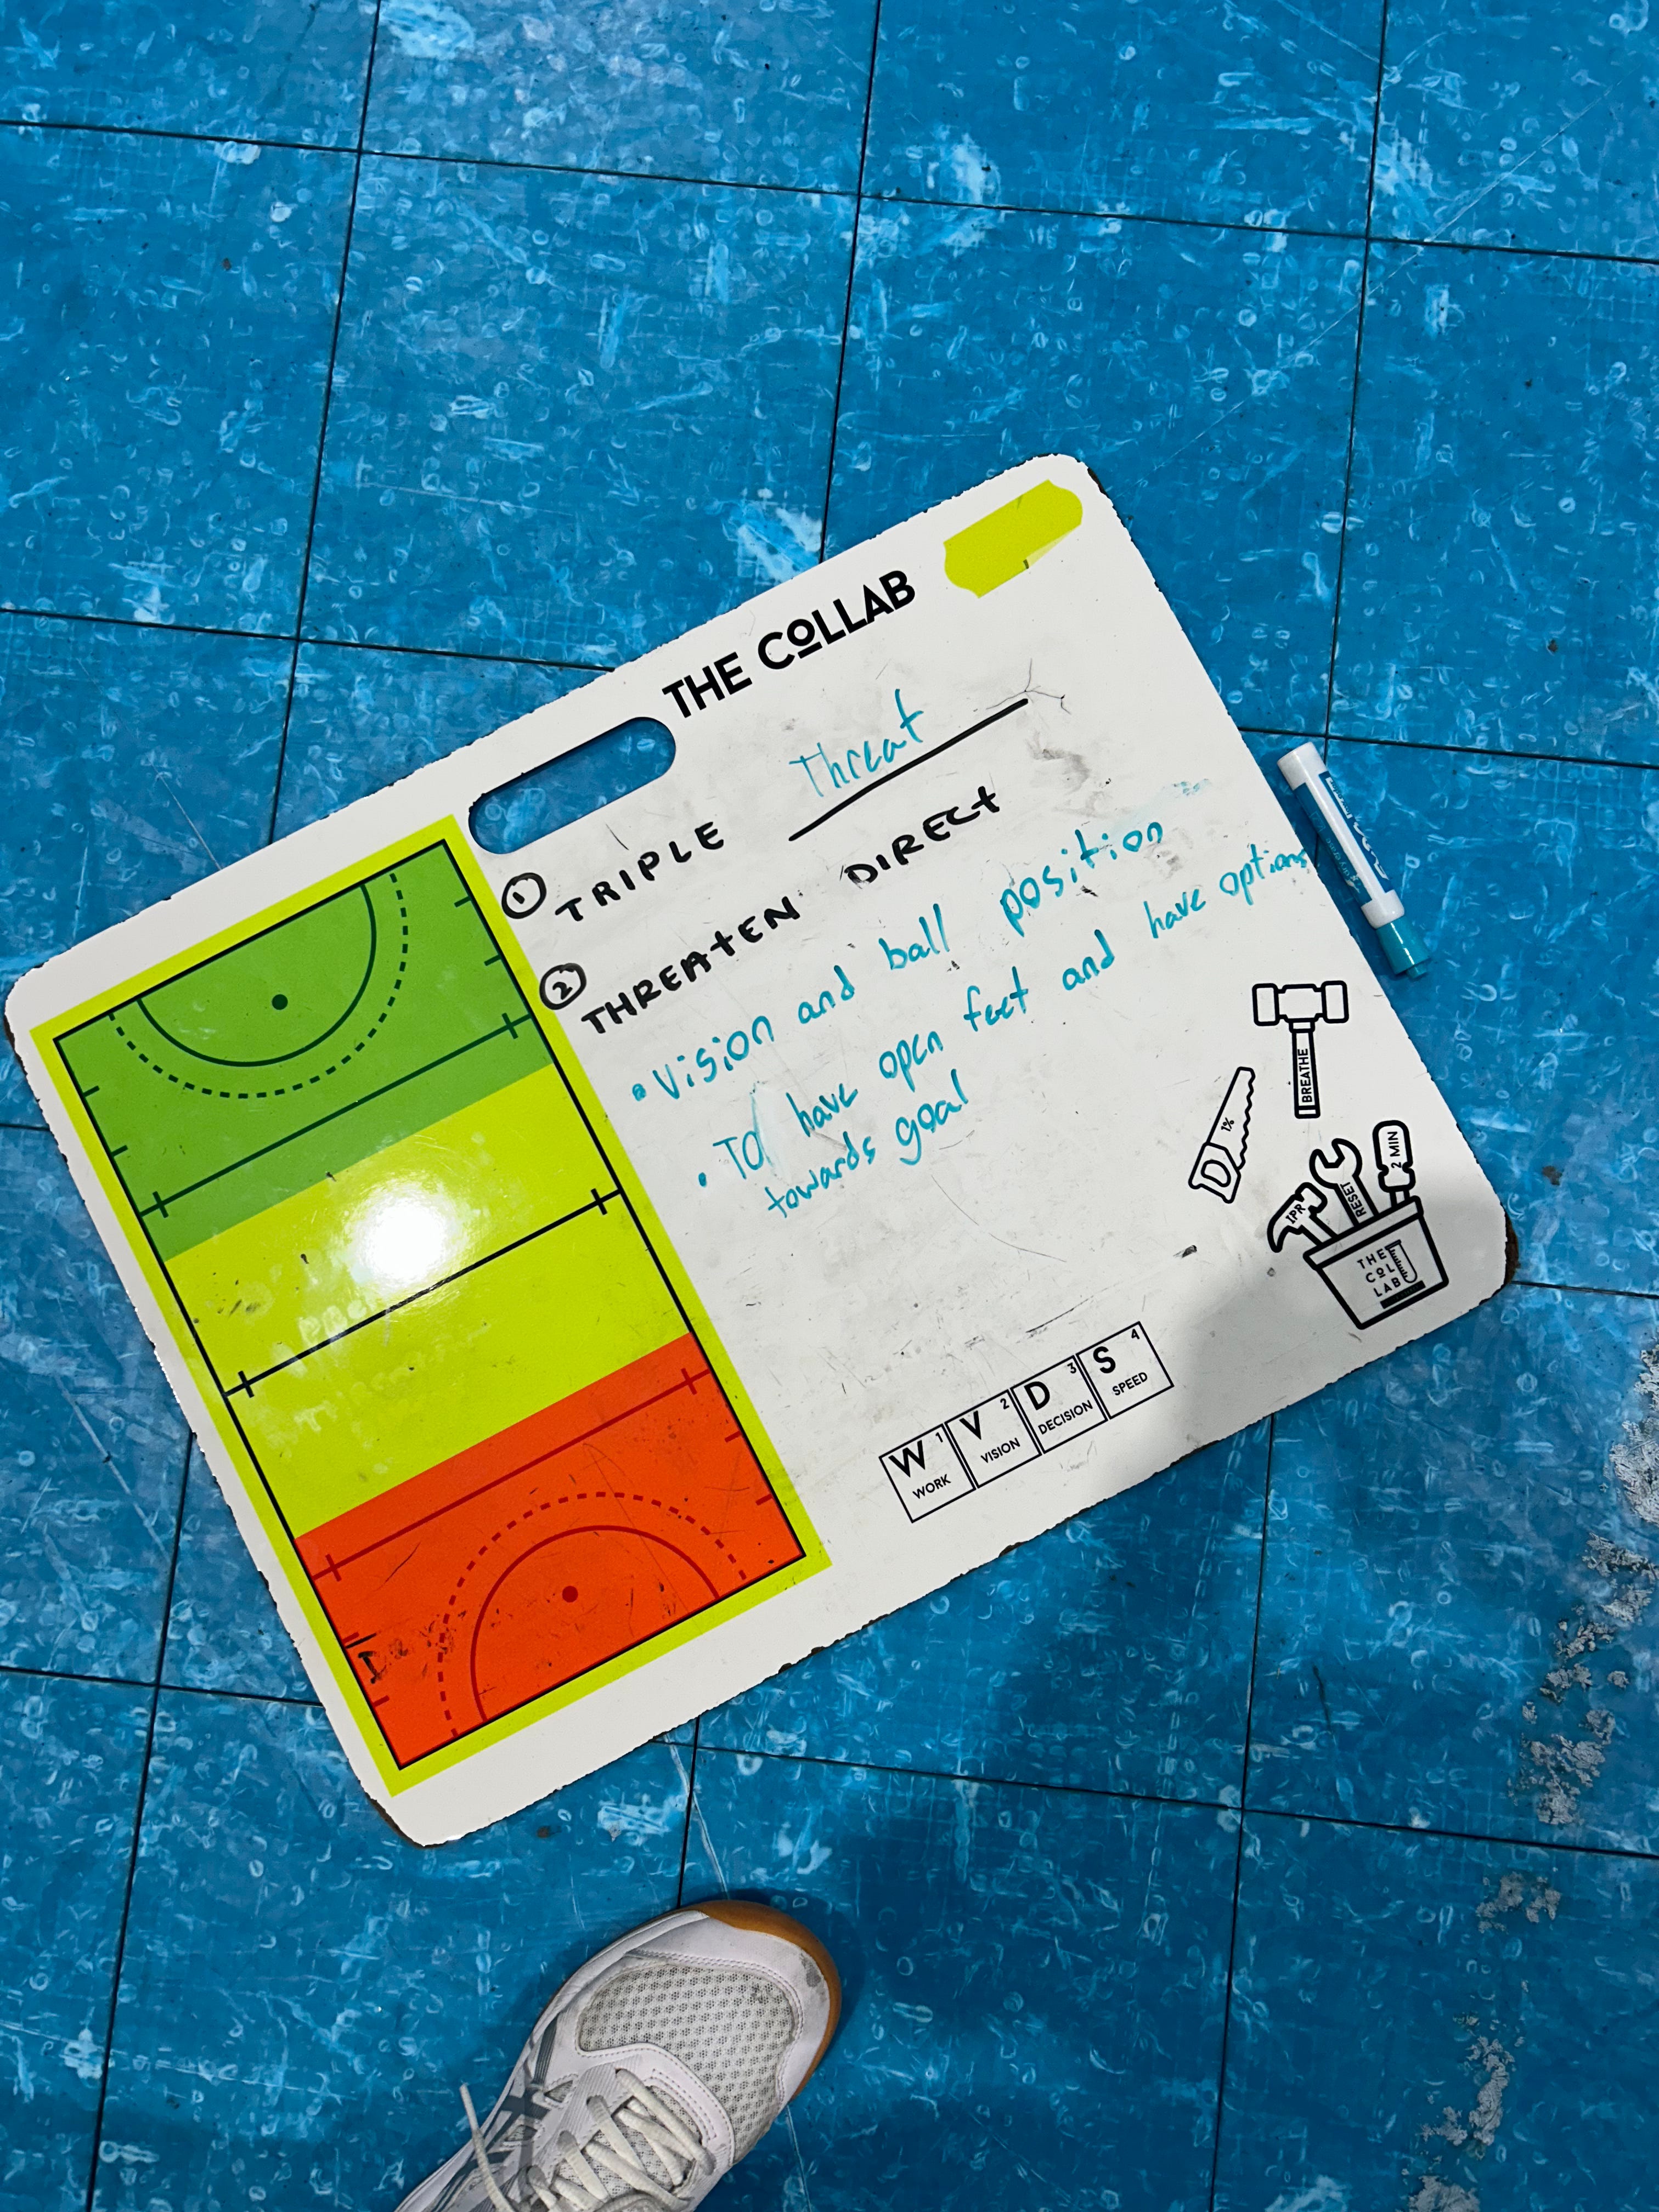 THE COLLAB
① TRIPLE Threat
② THREATEN DIRECT
• Vision and ball position
• To have open feet and have options
towards goal
BREATHE
1%
IPR
RESET
2 MIN
THE
COL
LAB
W 1 WORK
V 2 VISION
D 3 DECISION
S 4 SPEED